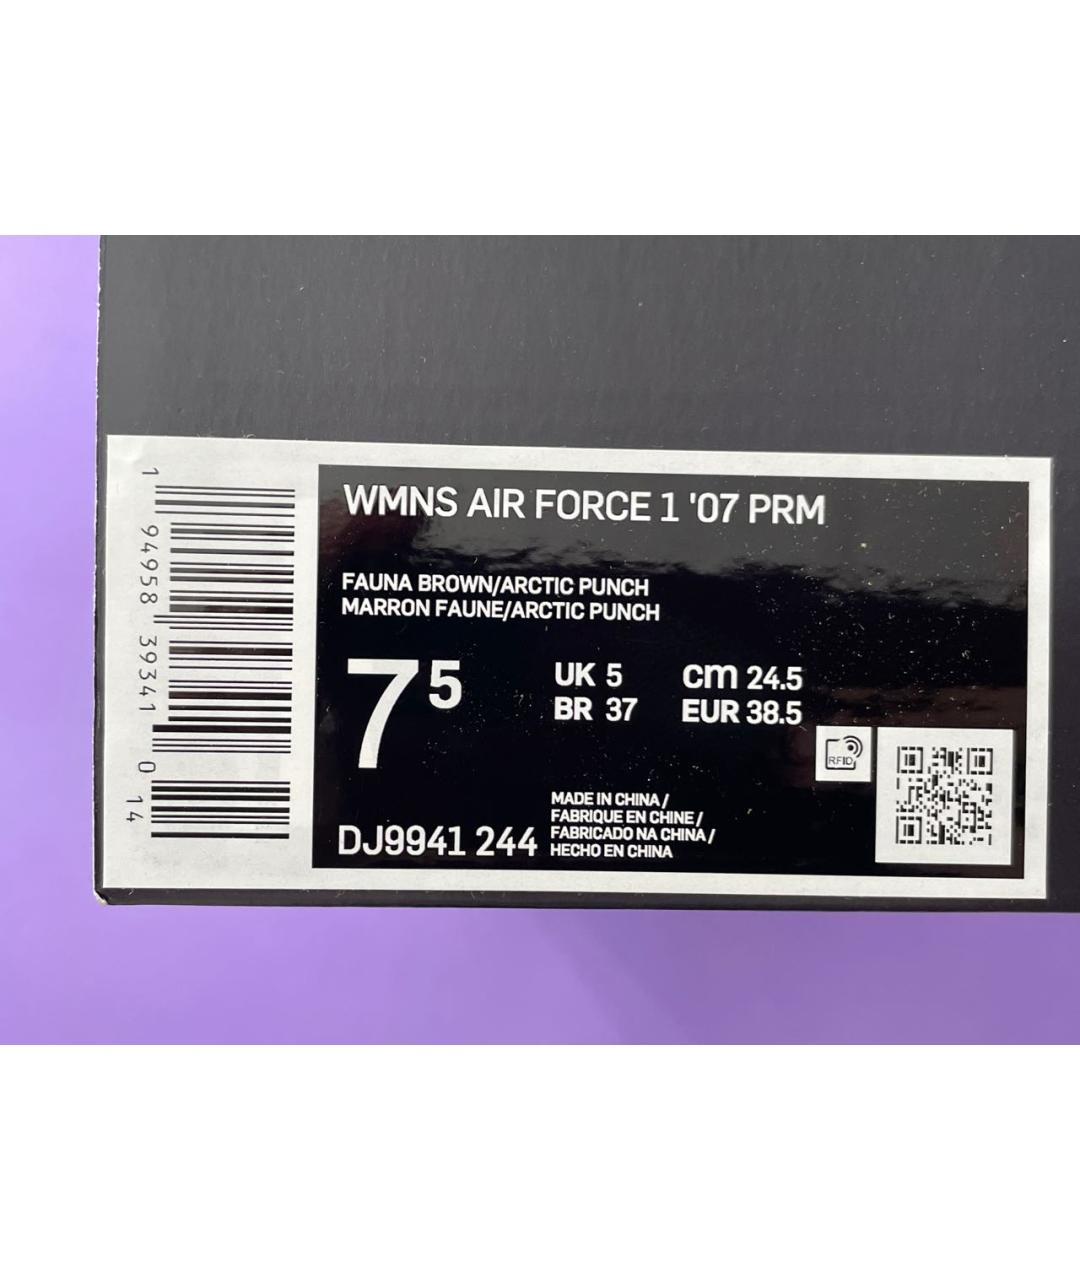 WMNS AIR FORCE 1 '07 PRM
FAUNA BROWN/ARCTIC PUNCH
MARRON FAUNE/ARCTIC PUNCH
7 5
UK 5
BR 37
cm 24.5
EUR 38.5
RFID
MADE IN CHINA /
FABRIQUE EN CHINE /
FABRICADO NA CHINA /
HECHO EN CHINA
DJ9941 244
1 94958 39341 0 14